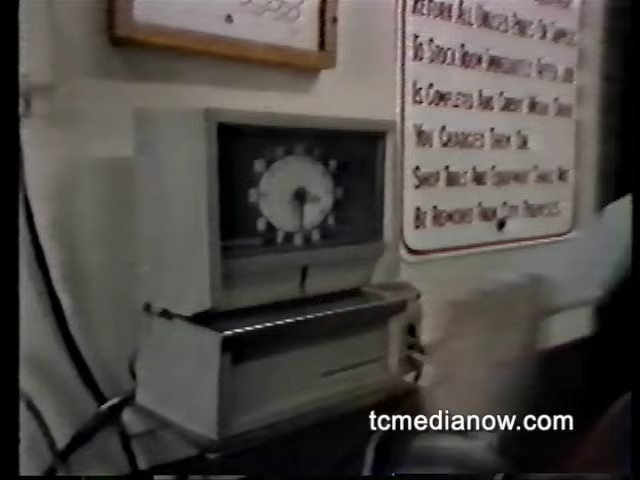 RETURN ALL UNUSED PARTS OR SUPPLIES
TO STOCK ROOM IMMEDIATELY AFTER JOB
IS COMPLETED AND CREDIT WORK ORDER
YOU CHARGED THEM ON.
SHOP TOOLS AND EQUIPMENT SHALL NOT
BE REMOVED FROM CITY PREMISES.
tcmedianow.com